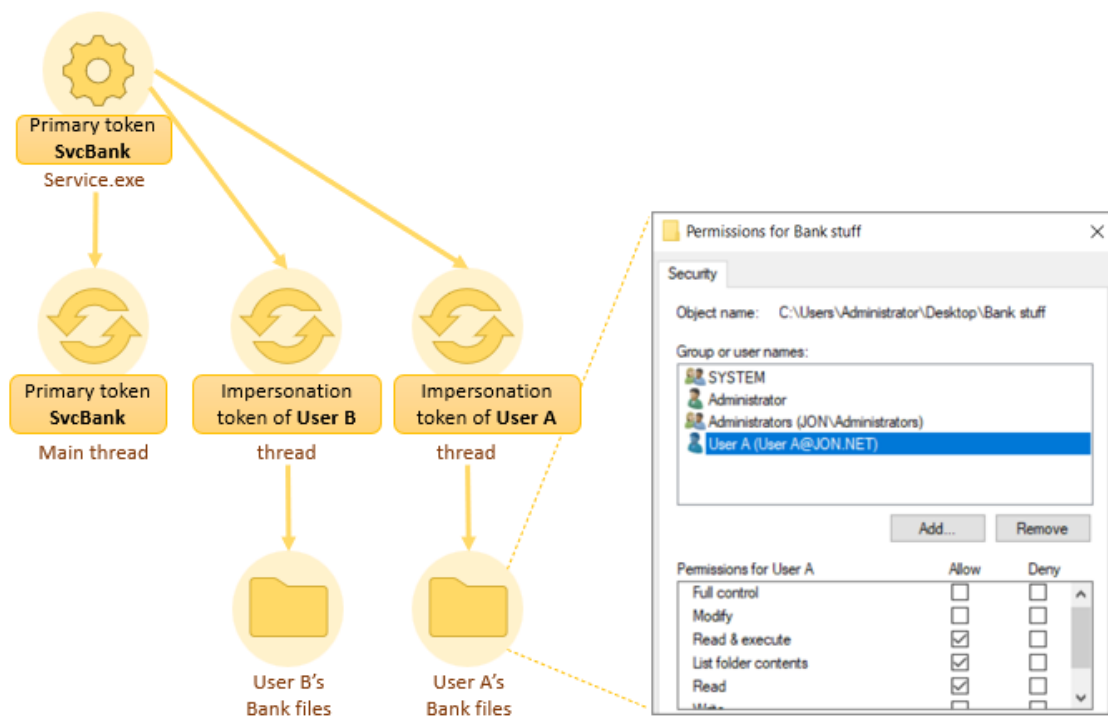 Primary token
SvcBank
Service.exe
Primary token
SvcBank
Main thread
Impersonation
token of User B
thread
Impersonation
token of User A
thread
User B's
Bank files
User A's
Bank files
Permissions for Bank stuff
Security
Object name: C:\Users\Administrator\Desktop\Bank stuff
Group or user names:
SYSTEM
Administrator
Administrators (JON\Administrators)
User A (User A@JON.NET)
Add... Remove
Permissions for User A Allow Deny
Full control
Modify
Read & execute
List folder contents
Read